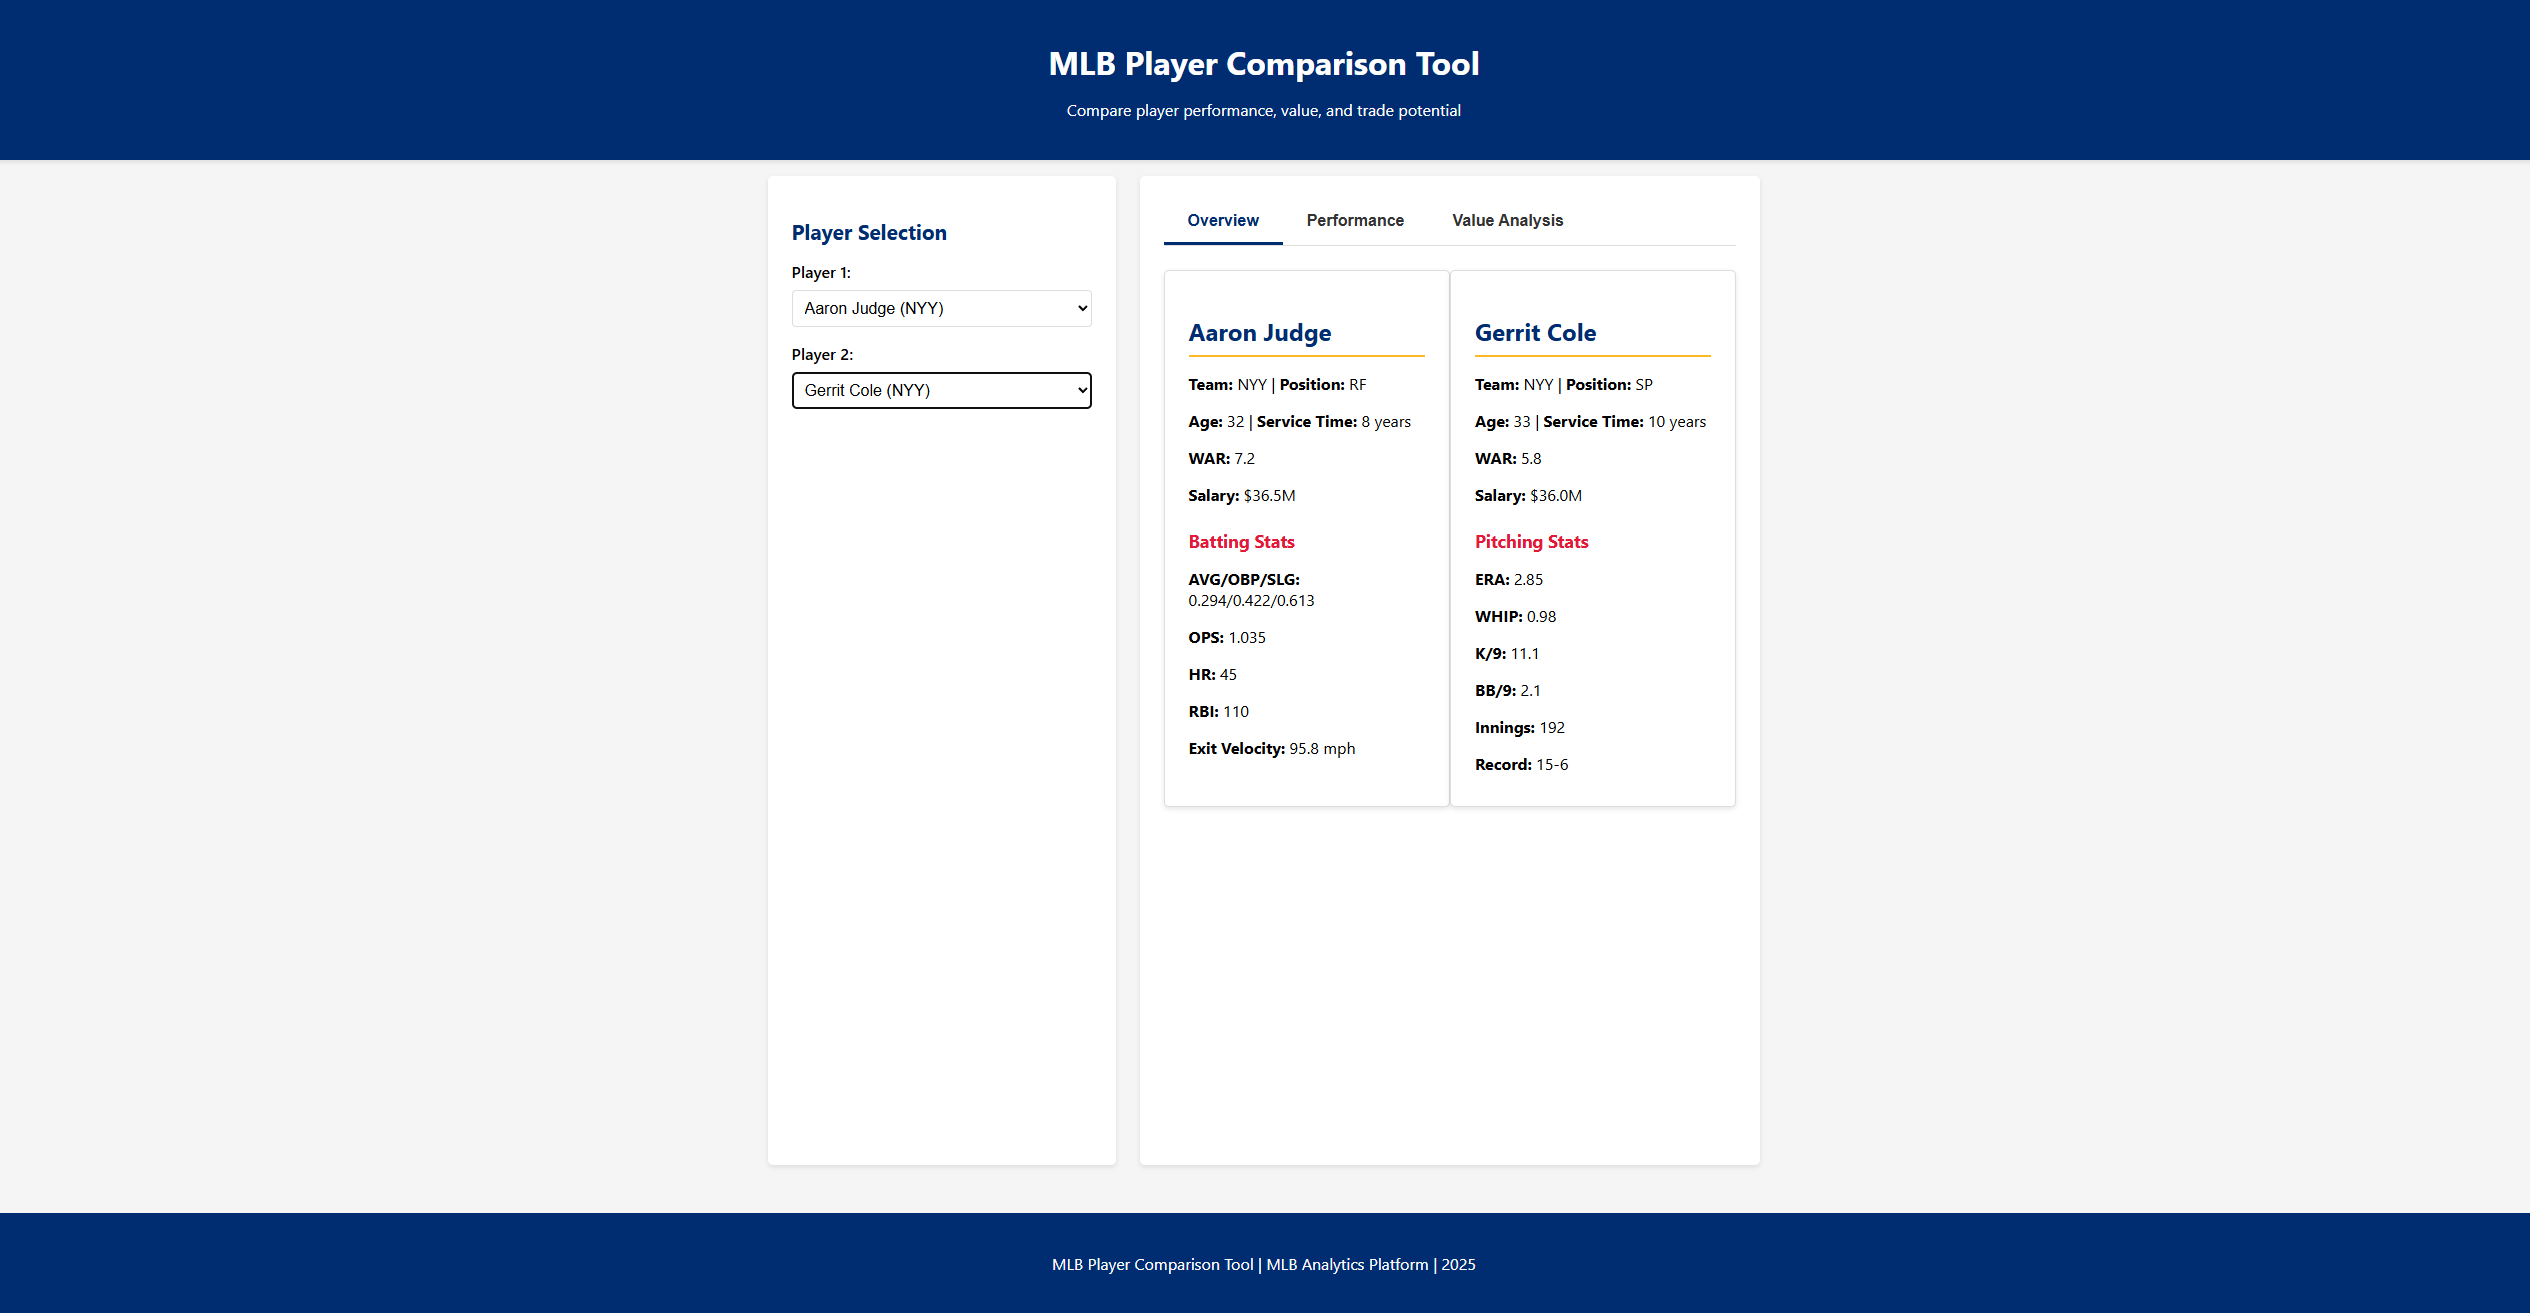 MLB Player Comparison Tool
Compare player performance, value, and trade potential
Player Selection
Player 1:
Aaron Judge (NYY)
Player 2:
Gerrit Cole (NYY)
Overview Performance Value Analysis
Aaron Judge
Team: NYY | Position: RF
Age: 32 | Service Time: 8 years
WAR: 7.2
Salary: $36.5M
Batting Stats
AVG/OBP/SLG:
0.294/0.422/0.613
OPS: 1.035
HR: 45
RBI: 110
Exit Velocity: 95.8 mph
Gerrit Cole
Team: NYY | Position: SP
Age: 33 | Service Time: 10 years
WAR: 5.8
Salary: $36.0M
Pitching Stats
ERA: 2.85
WHIP: 0.98
K/9: 11.1
BB/9: 2.1
Innings: 192
Record: 15-6
MLB Player Comparison Tool | MLB Analytics Platform | 2025